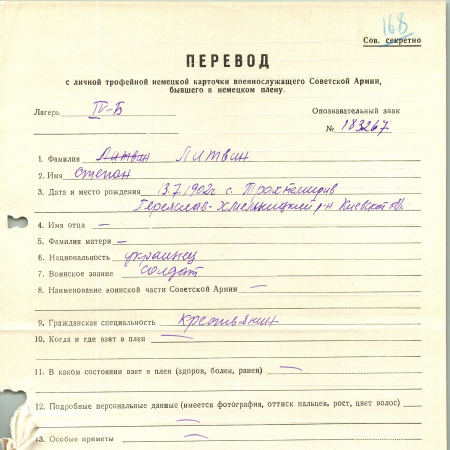 168
Сов. секретно
ПЕРЕВОД
с личной трофейной немецкой карточки военнослужащего Советской Армии,
бывшего в немецком плену.
Лагерь IV-Б
Опознавательный знак
№ 183267
1. Фамилия Литвин Литвин
2. Имя степан
3. Дата и место рождения 13.7.1902г с.
Переяслав-Хмельницкий р-н Киевской обл.
4. Имя отца —
5. Фамилия матери —
6. Национальность украинец
7. Воинское звание солдат
8. Наименование воинской части Советской Армии —
9. Гражданская специальность крестьянин
10. Когда и где взят в плен —
11. В каком состоянии взят в плен (здоров, болен, ранен) —
12. Подробные персональные данные (имеется фотография, оттиск пальцев, рост, цвет волос)
—
13. Особые приметы —